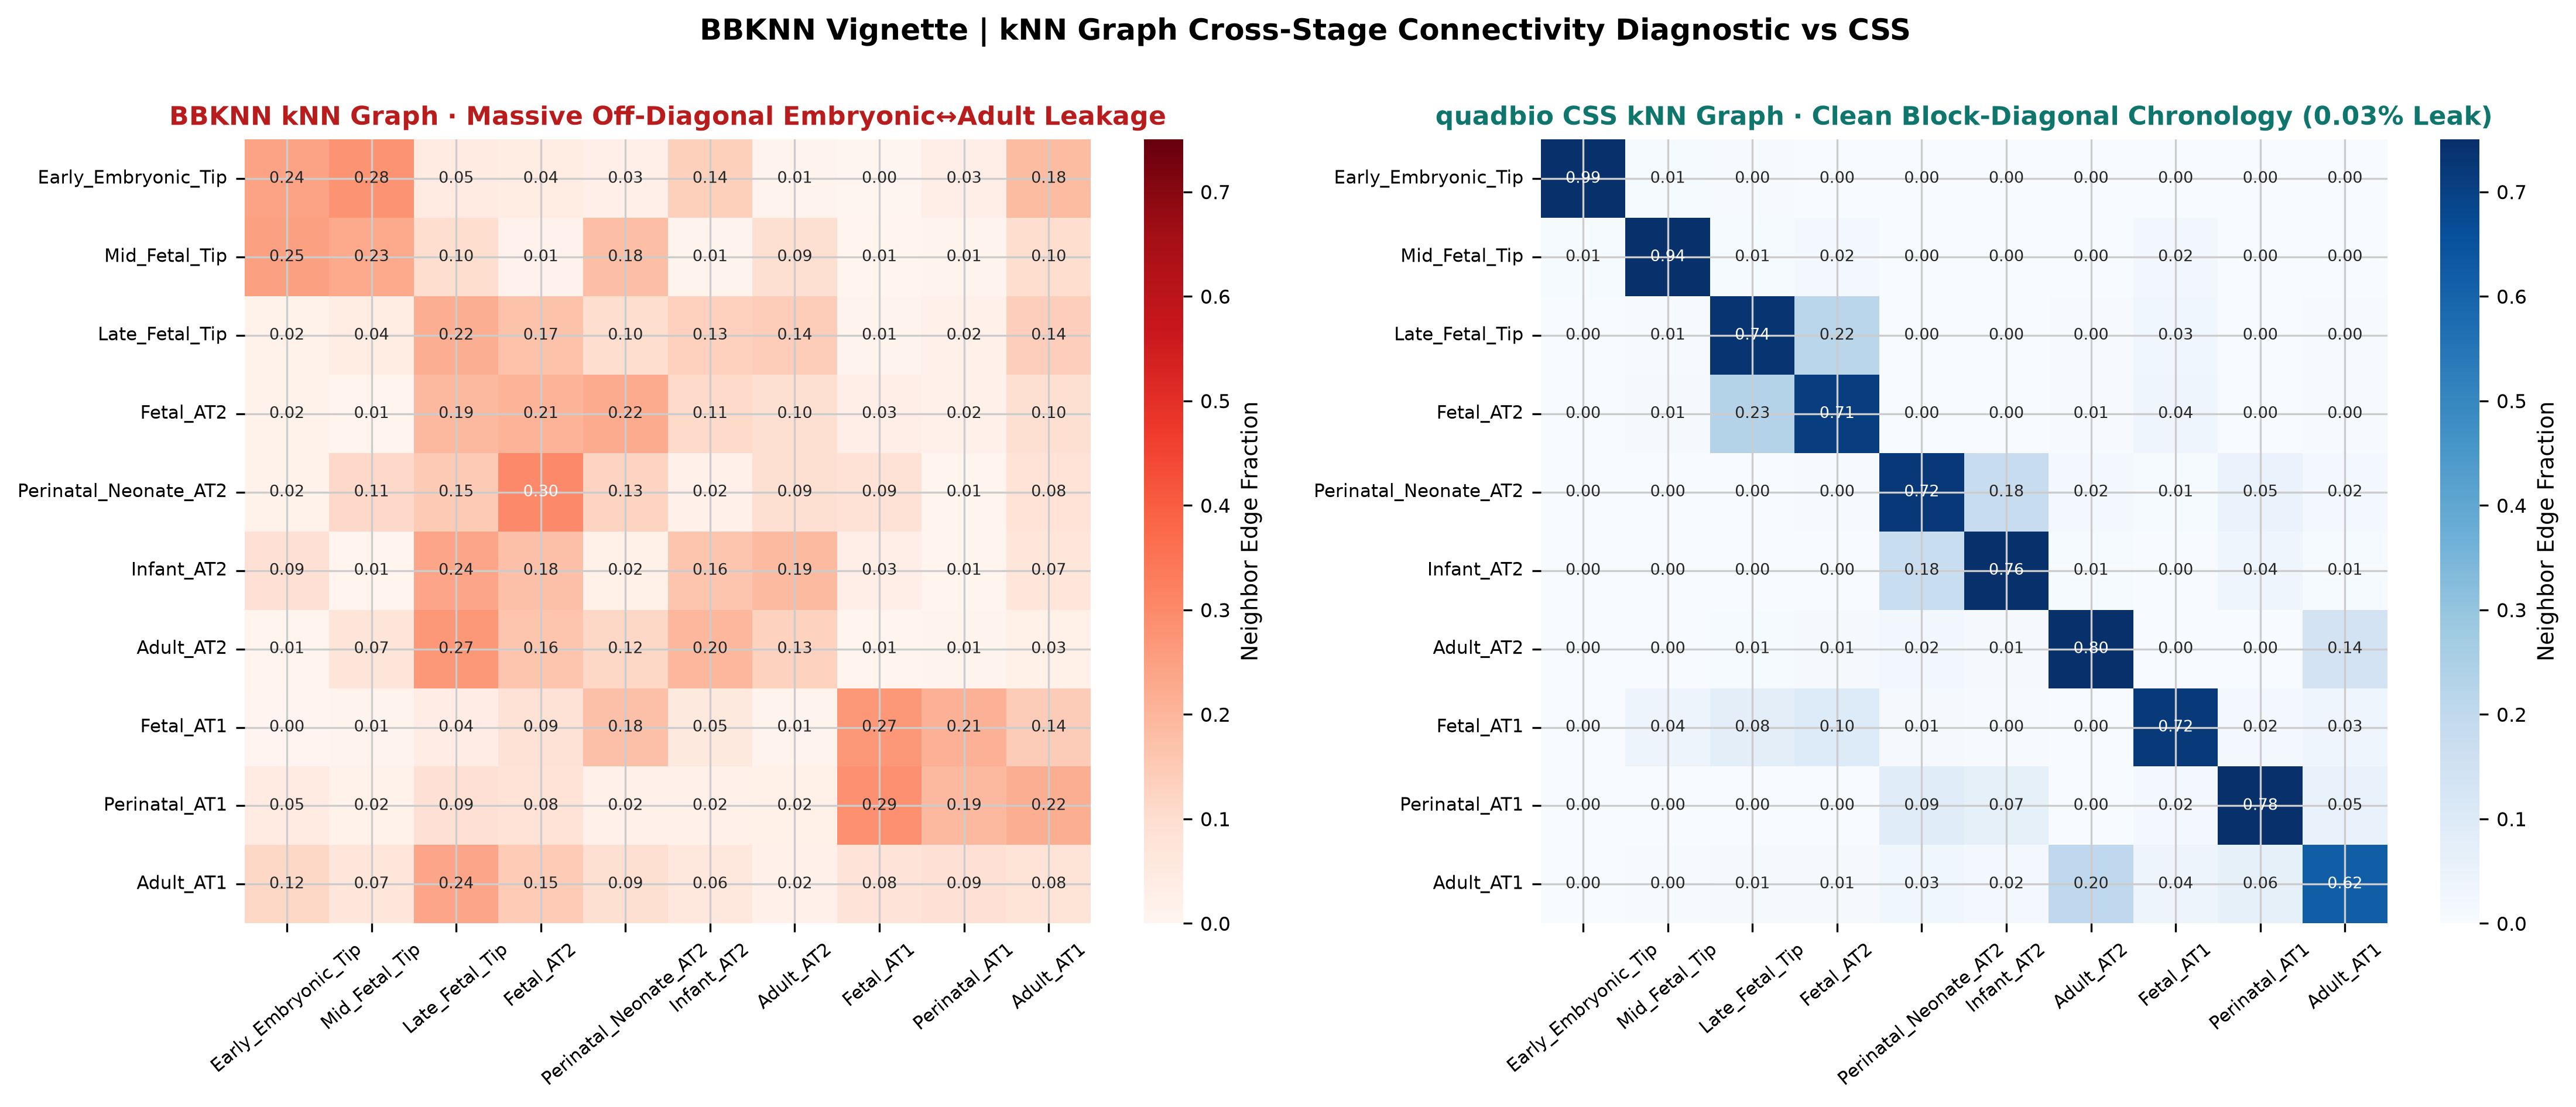 BBKNN Vignette | kNN Graph Cross-Stage Connectivity Diagnostic vs CSS
BBKNN kNN Graph · Massive Off-Diagonal Embryonic↔Adult Leakage
Early_Embryonic_Tip 0.24 0.28 0.05 0.04 0.03 0.14 0.01 0.00 0.03 0.18
Mid_Fetal_Tip 0.25 0.23 0.10 0.01 0.18 0.01 0.09 0.01 0.01 0.10
Late_Fetal_Tip 0.02 0.04 0.22 0.17 0.10 0.13 0.14 0.01 0.02 0.14
Fetal_AT2 0.02 0.01 0.19 0.21 0.22 0.11 0.10 0.03 0.02 0.10
Perinatal_Neonate_AT2 0.02 0.11 0.15 0.30 0.13 0.02 0.09 0.09 0.01 0.08
Infant_AT2 0.09 0.01 0.24 0.18 0.02 0.16 0.19 0.03 0.01 0.07
Adult_AT2 0.01 0.07 0.27 0.16 0.12 0.20 0.13 0.01 0.01 0.03
Fetal_AT1 0.00 0.01 0.04 0.09 0.18 0.05 0.01 0.27 0.21 0.14
Perinatal_AT1 0.05 0.02 0.09 0.08 0.02 0.02 0.02 0.29 0.19 0.22
Adult_AT1 0.12 0.07 0.24 0.15 0.09 0.06 0.02 0.08 0.09 0.08
Early_Embryonic_Tip
Mid_Fetal_Tip
Late_Fetal_Tip
Fetal_AT2
Perinatal_Neonate_AT2
Infant_AT2
Adult_AT2
Fetal_AT1
Perinatal_AT1
Adult_AT1
0.7
0.6
0.5
0.4
0.3
0.2
0.1
0.0
Neighbor Edge Fraction
quadbio CSS kNN Graph · Clean Block-Diagonal Chronology (0.03% Leak)
Early_Embryonic_Tip 0.99 0.01 0.00 0.00 0.00 0.00 0.00 0.00 0.00 0.00
Mid_Fetal_Tip 0.01 0.94 0.01 0.02 0.00 0.00 0.00 0.02 0.00 0.00
Late_Fetal_Tip 0.00 0.01 0.74 0.22 0.00 0.00 0.00 0.03 0.00 0.00
Fetal_AT2 0.00 0.01 0.23 0.71 0.00 0.00 0.01 0.04 0.00 0.00
Perinatal_Neonate_AT2 0.00 0.00 0.00 0.00 0.72 0.18 0.02 0.01 0.05 0.02
Infant_AT2 0.00 0.00 0.00 0.00 0.18 0.76 0.01 0.00 0.04 0.01
Adult_AT2 0.00 0.00 0.01 0.01 0.02 0.01 0.80 0.00 0.00 0.14
Fetal_AT1 0.00 0.04 0.08 0.10 0.01 0.00 0.00 0.72 0.02 0.03
Perinatal_AT1 0.00 0.00 0.00 0.00 0.09 0.07 0.00 0.02 0.78 0.05
Adult_AT1 0.00 0.00 0.01 0.01 0.03 0.02 0.20 0.04 0.06 0.62
Early_Embryonic_Tip
Mid_Fetal_Tip
Late_Fetal_Tip
Fetal_AT2
Perinatal_Neonate_AT2
Infant_AT2
Adult_AT2
Fetal_AT1
Perinatal_AT1
Adult_AT1
0.7
0.6
0.5
0.4
0.3
0.2
0.1
0.0
Neighbor Edge Fraction